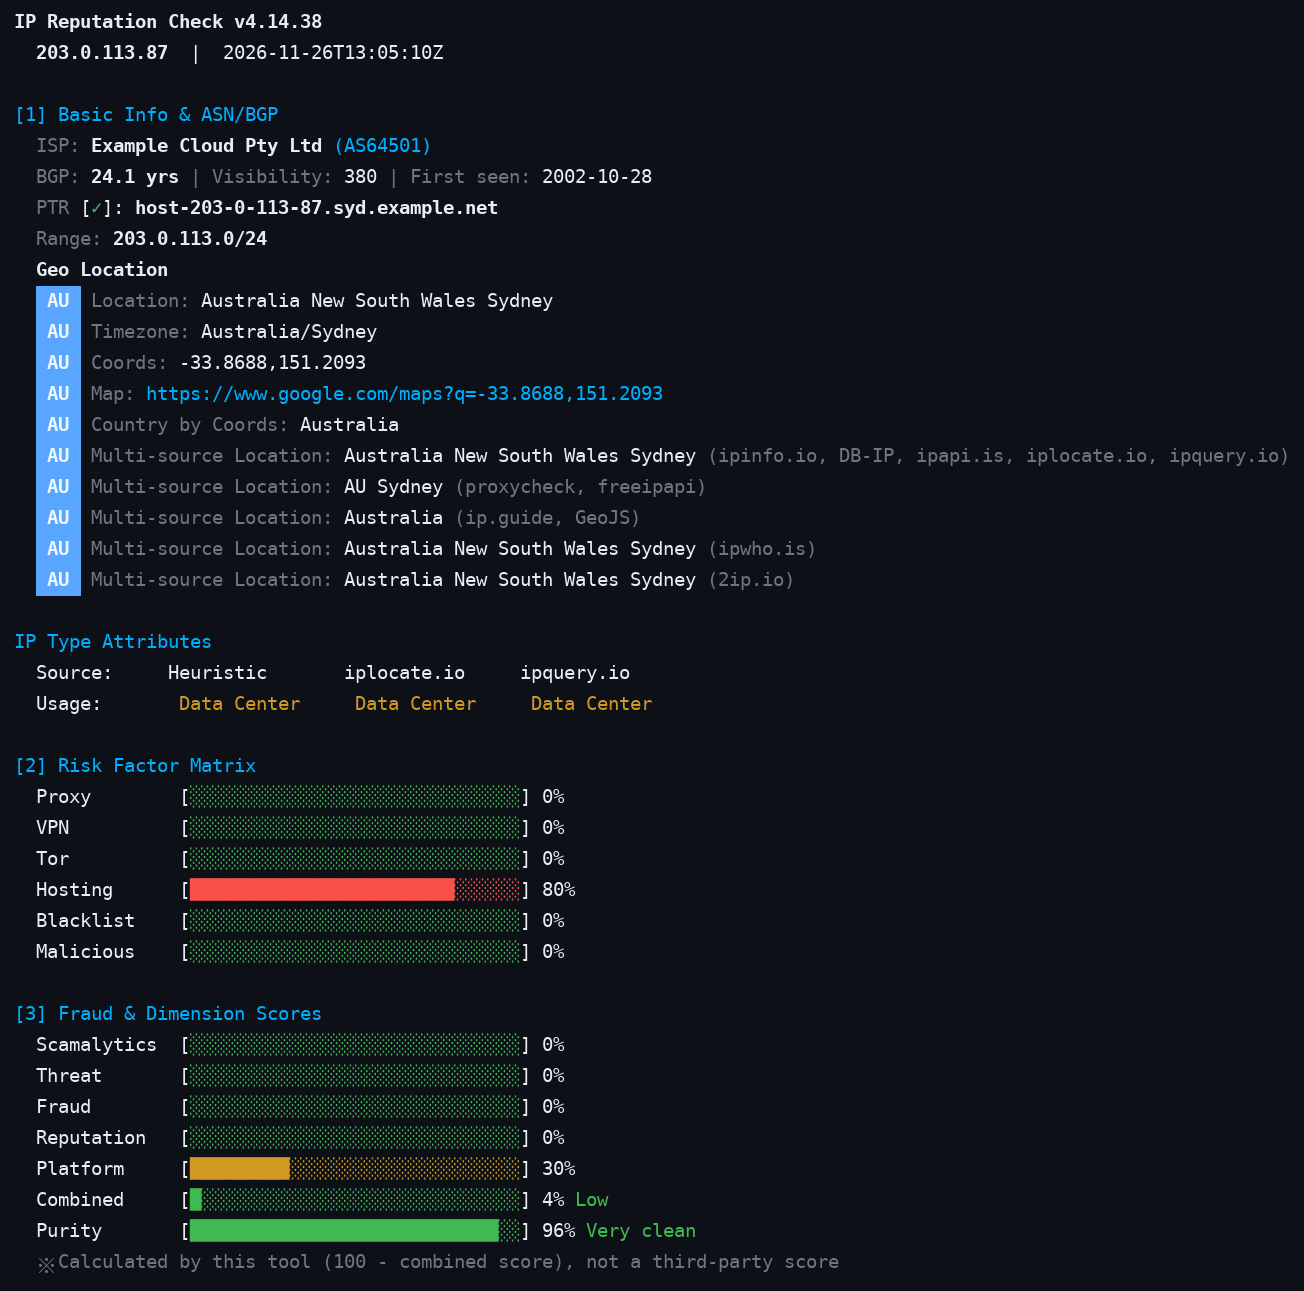 IP Reputation Check v4.14.38
203.0.113.87 | 2026-11-26T13:05:10Z
[1] Basic Info & ASN/BGP
ISP: Example Cloud Pty Ltd (AS64501)
BGP: 24.1 yrs | Visibility: 380 | First seen: 2002-10-28
PTR [✓]: host-203-0-113-87.syd.example.net
Range: 203.0.113.0/24
Geo Location
AU Location: Australia New South Wales Sydney
AU Timezone: Australia/Sydney
AU Coords: -33.8688,151.2093
AU Map: https://www.google.com/maps?q=-33.8688,151.2093
AU Country by Coords: Australia
AU Multi-source Location: Australia New South Wales Sydney (ipinfo.io, DB-IP, ipapi.is, iplocate.io, ipquery.io)
AU Multi-source Location: AU Sydney (proxycheck, freeipapi)
AU Multi-source Location: Australia (ip.guide, GeoJS)
AU Multi-source Location: Australia New South Wales Sydney (ipwho.is)
AU Multi-source Location: Australia New South Wales Sydney (2ip.io)
IP Type Attributes
Source: Heuristic iplocate.io ipquery.io
Usage: Data Center Data Center Data Center
[2] Risk Factor Matrix
Proxy [░░░░░░░░░░░░░░░░░░░░░░░░░░░░░░] 0%
VPN [░░░░░░░░░░░░░░░░░░░░░░░░░░░░░░] 0%
Tor [░░░░░░░░░░░░░░░░░░░░░░░░░░░░░░] 0%
Hosting [████████████████████████░░░░░░] 80%
Blacklist [░░░░░░░░░░░░░░░░░░░░░░░░░░░░░░] 0%
Malicious [░░░░░░░░░░░░░░░░░░░░░░░░░░░░░░] 0%
[3] Fraud & Dimension Scores
Scamalytics [░░░░░░░░░░░░░░░░░░░░░░░░░░░░░░] 0%
Threat [░░░░░░░░░░░░░░░░░░░░░░░░░░░░░░] 0%
Fraud [░░░░░░░░░░░░░░░░░░░░░░░░░░░░░░] 0%
Reputation [░░░░░░░░░░░░░░░░░░░░░░░░░░░░░░] 0%
Platform [█████████░░░░░░░░░░░░░░░░░░░░░] 30%
Combined [█░░░░░░░░░░░░░░░░░░░░░░░░░░░░░] 4% Low
Purity [████████████████████████████░░] 96% Very clean
※Calculated by this tool (100 - combined score), not a third-party score